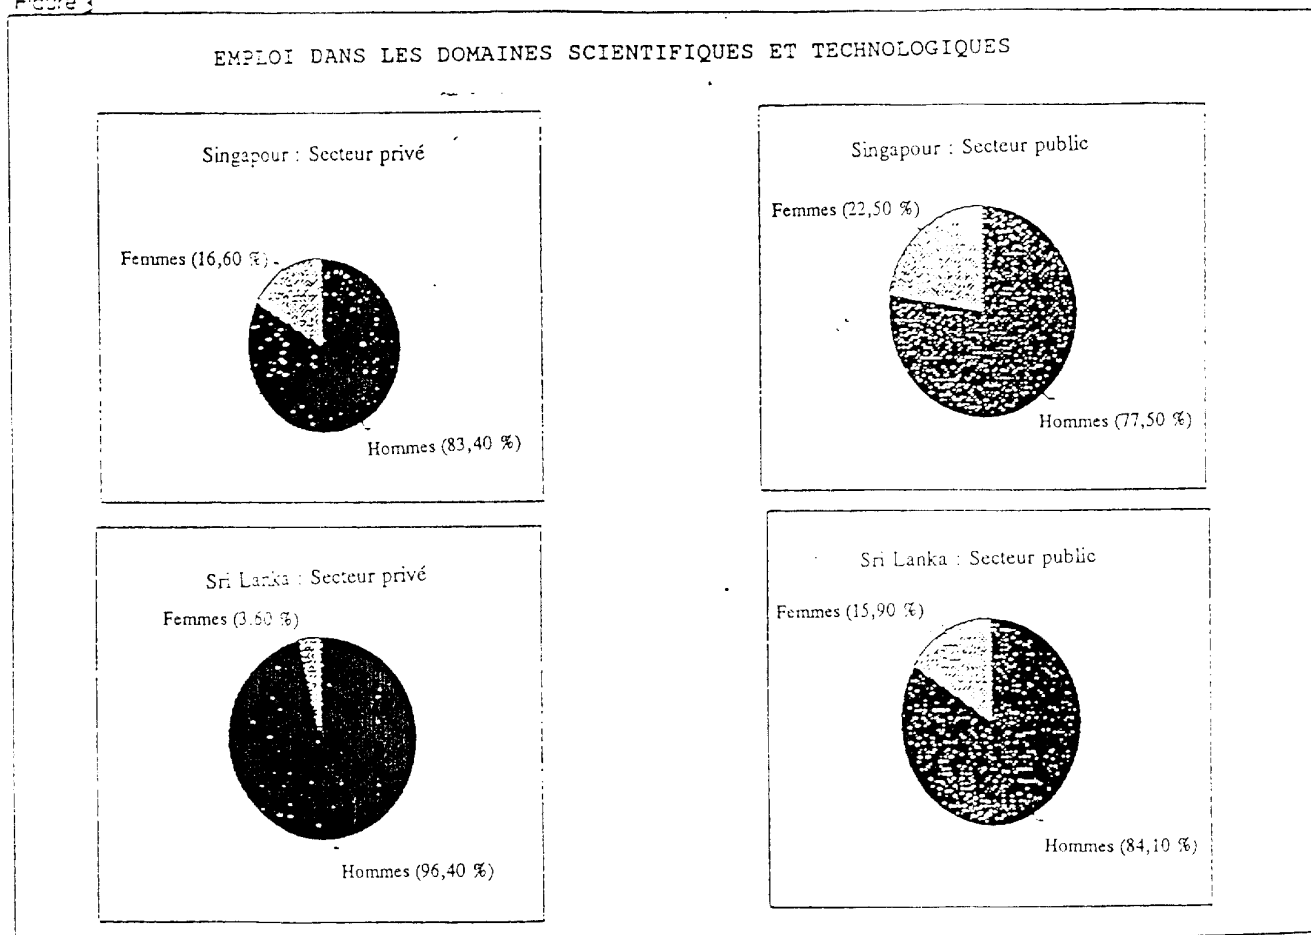 Figure 3
EMPLOI DANS LES DOMAINES SCIENTIFIQUES ET TECHNOLOGIQUES
Singapour : Secteur privé
Femmes (16,60 %)
Hommes (83,40 %)
Singapour : Secteur public
Femmes (22,50 %)
Hommes (77,50 %)
Sri Lanka : Secteur privé
Femmes (3.60 %)
Hommes (96,40 %)
Sri Lanka : Secteur public
Femmes (15,90 %)
Hommes (84,10 %)